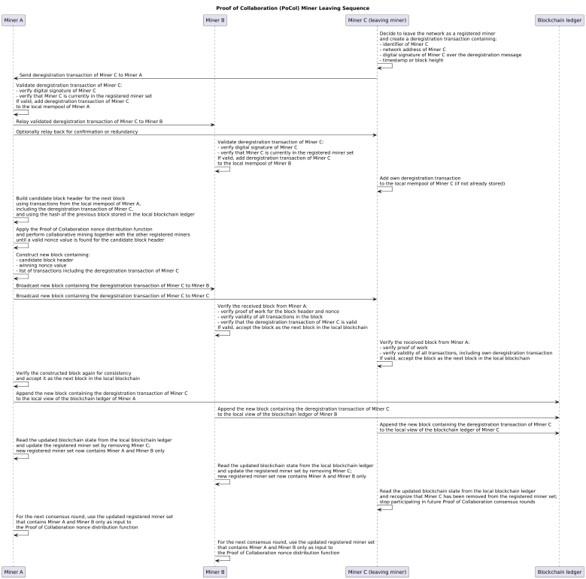 Proof of Collaboration (PoCol) Miner Leaving Sequence
Miner A
Miner B
Miner C (leaving miner)
Blockchain ledger
Decide to leave the network as a registered miner
and create a deregistration transaction containing:
- identifier of Miner C
- network address of Miner C
- digital signature of Miner C over the deregistration message
- timestamp or block height
Send deregistration transaction of Miner C to Miner A
Validate deregistration transaction of Miner C:
- verify digital signature of Miner C
- verify that Miner C is currently in the registered miner set
If valid, add deregistration transaction of Miner C
to the local mempool of Miner A
Relay validated deregistration transaction of Miner C to Miner B
Optionally relay back for confirmation or redundancy
Validate deregistration transaction of Miner C:
- verify digital signature of Miner C
- verify that Miner C is currently in the registered miner set
If valid, add deregistration transaction of Miner C
to the local mempool of Miner B
Add own deregistration transaction
to the local mempool of Miner C (if not already stored)
Build candidate block header for the next block
using transactions from the local mempool of Miner A,
including the deregistration transaction of Miner C,
and using the hash of the previous block stored in the local blockchain ledger
Apply the Proof of Collaboration nonce distribution function
and perform collaborative mining together with the other registered miners
until a valid nonce value is found for the candidate block header
Construct new block containing:
- candidate block header
- winning nonce value
- list of transactions including the deregistration transaction of Miner C
Broadcast new block containing the deregistration transaction of Miner C to Miner B
Broadcast new block containing the deregistration transaction of Miner C to Miner C
Verify the received block from Miner A:
- verify proof of work for the block header and nonce
- verify validity of all transactions in the block
- verify that the deregistration transaction of Miner C is valid
If valid, accept the block as the next block in the local blockchain
Verify the received block from Miner A:
- verify proof of work
- verify validity of all transactions, including own deregistration transaction
If valid, accept the block as the next block in the local blockchain
Verify the constructed block again for consistency
and accept it as the next block in the local blockchain
Append the new block containing the deregistration transaction of Miner C
to the local view of the blockchain ledger of Miner A
Append the new block containing the deregistration transaction of Miner C
to the local view of the blockchain ledger of Miner B
Append the new block containing the deregistration transaction of Miner C
to the local view of the blockchain ledger of Miner C
Read the updated blockchain state from the local blockchain ledger
and update the registered miner set by removing Miner C;
new registered miner set now contains Miner A and Miner B only
Read the updated blockchain state from the local blockchain ledger
and update the registered miner set by removing Miner C;
new registered miner set now contains Miner A and Miner B only
Read the updated blockchain state from the local blockchain ledger
and recognize that Miner C has been removed from the registered miner set;
stop participating in future Proof of Collaboration consensus rounds
For the next consensus round, use the updated registered miner set
that contains Miner A and Miner B only as input to
the Proof of Collaboration nonce distribution function
For the next consensus round, use the updated registered miner set
that contains Miner A and Miner B only as input to
the Proof of Collaboration nonce distribution function
Miner A
Miner B
Miner C (leaving miner)
Blockchain ledger